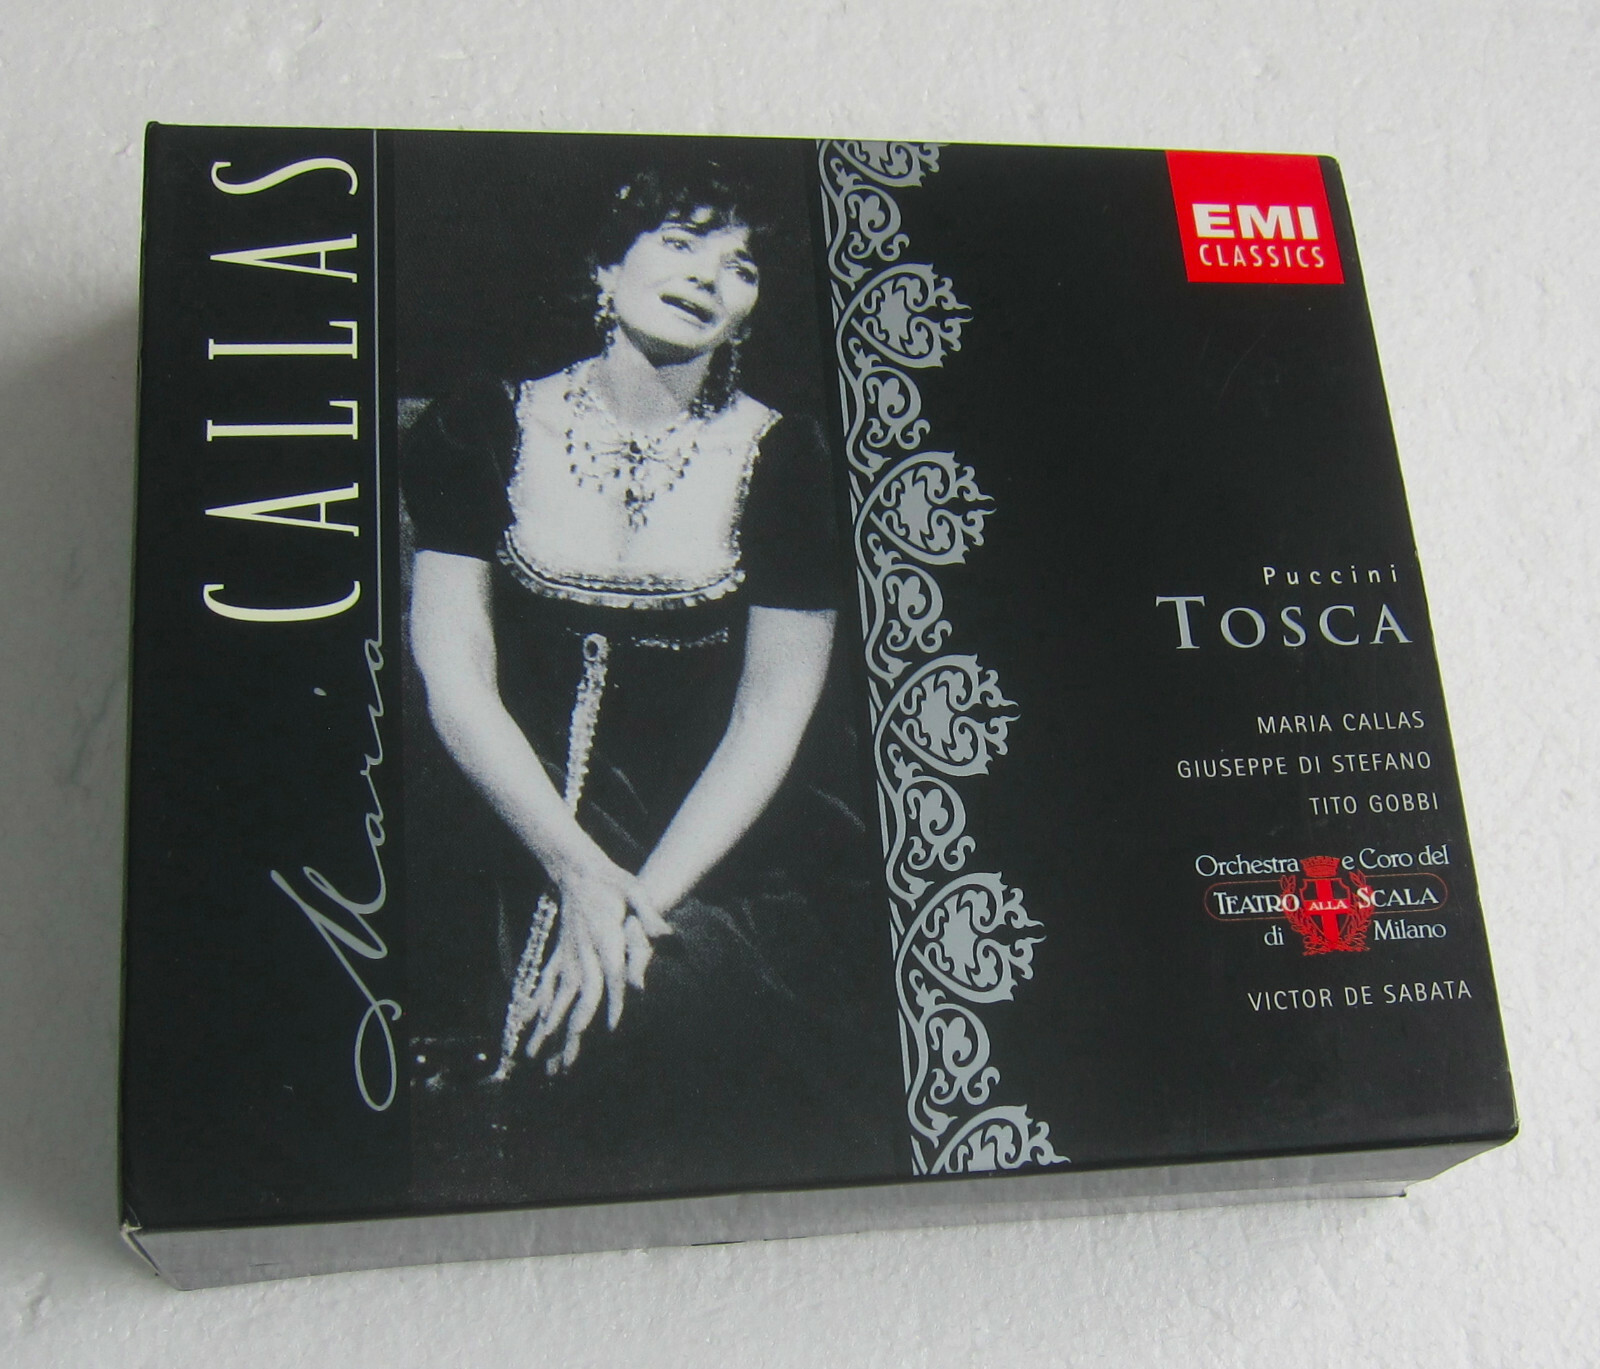 Maria CALLAS
EMI
CLASSICS
Puccini
TOSCA
MARIA CALLAS
GIUSEPPE DI STEFANO
TITO GOBBI
Orchestra e Coro del
TEATRO ALLA SCALA
di Milano
VICTOR DE SABATA